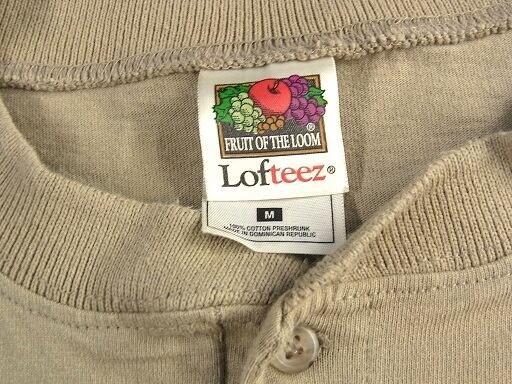 FRUIT OF THE LOOM ®
Lofteez®
M
100% COTTON PRESHRUNK
MADE IN DOMINICAN REPUBLIC